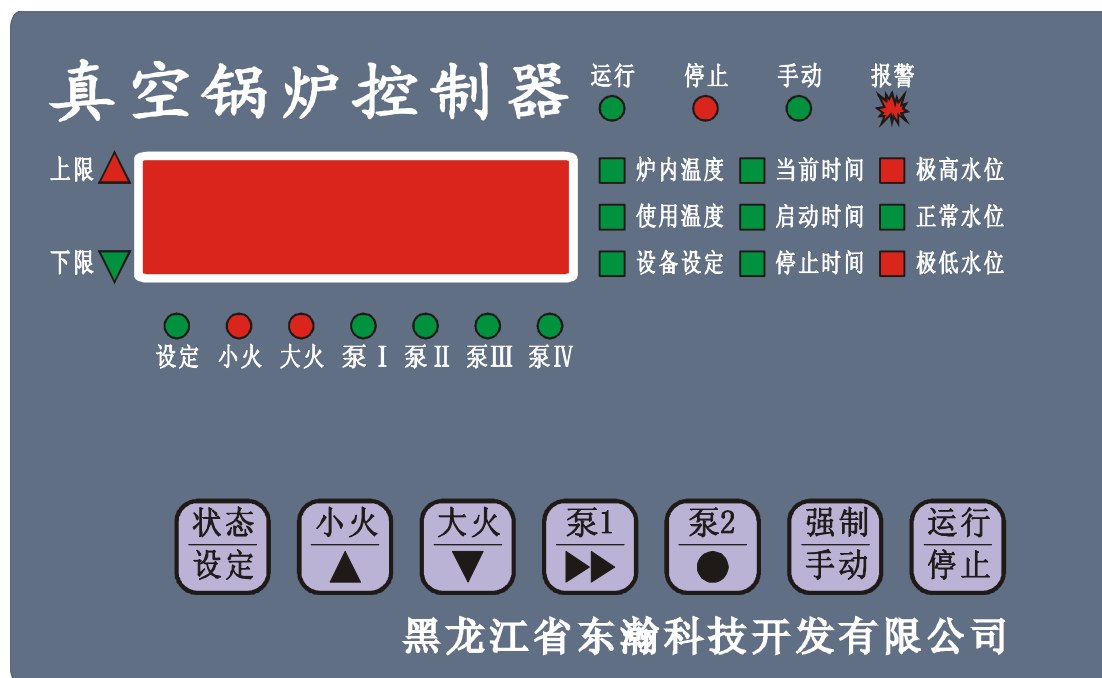 真空锅炉控制器
运行 停止 手动 报警
上限
下限
炉内温度 当前时间 极高水位
使用温度 启动时间 正常水位
设备设定 停止时间 极低水位
设定 小火 大火 泵Ⅰ 泵Ⅱ 泵Ⅲ 泵Ⅳ
状态 小火 大火 泵1 泵2 强制 运行
设定 手动 停止
黑龙江省东瀚科技开发有限公司